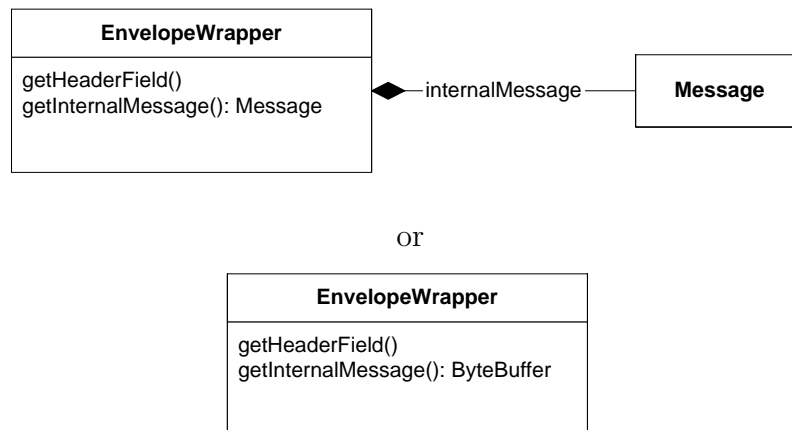 EnvelopeWrapper
getHeaderField()
getInternalMessage(): Message
internalMessage
Message
or
EnvelopeWrapper
getHeaderField()
getInternalMessage(): ByteBuffer